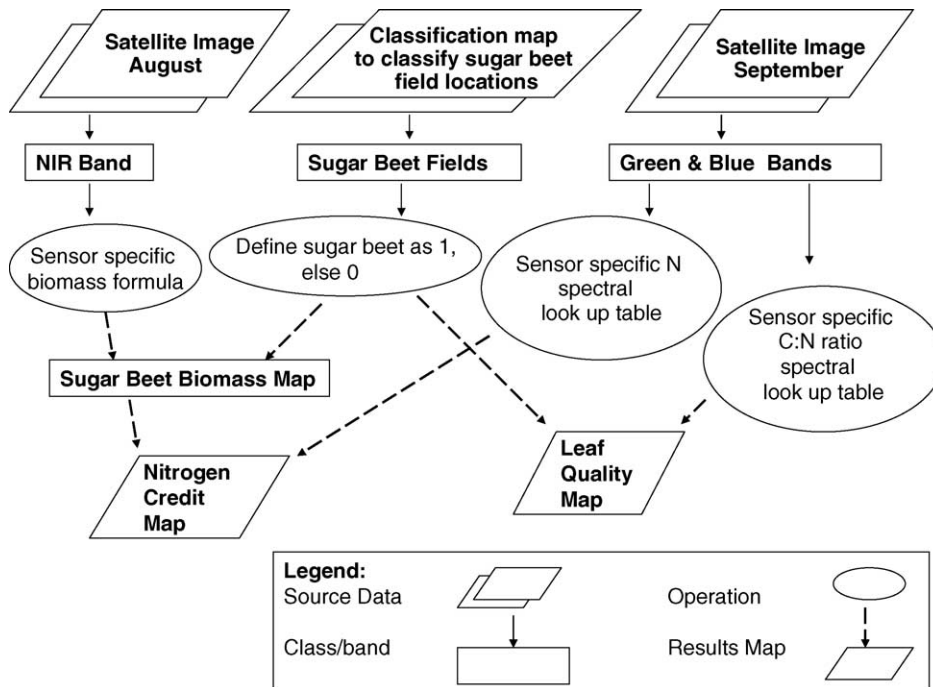 Satellite Image
August
Classification map
to classify sugar beet
field locations
Satellite Image
September
NIR Band
Sugar Beet Fields
Green & Blue Bands
Sensor specific
biomass formula
Define sugar beet as 1,
else 0
Sensor specific N
spectral
look up table
Sensor specific
C:N ratio
spectral
look up table
Sugar Beet Biomass Map
Nitrogen
Credit
Map
Leaf
Quality
Map
Legend:
Source Data
Operation
Class/band
Results Map